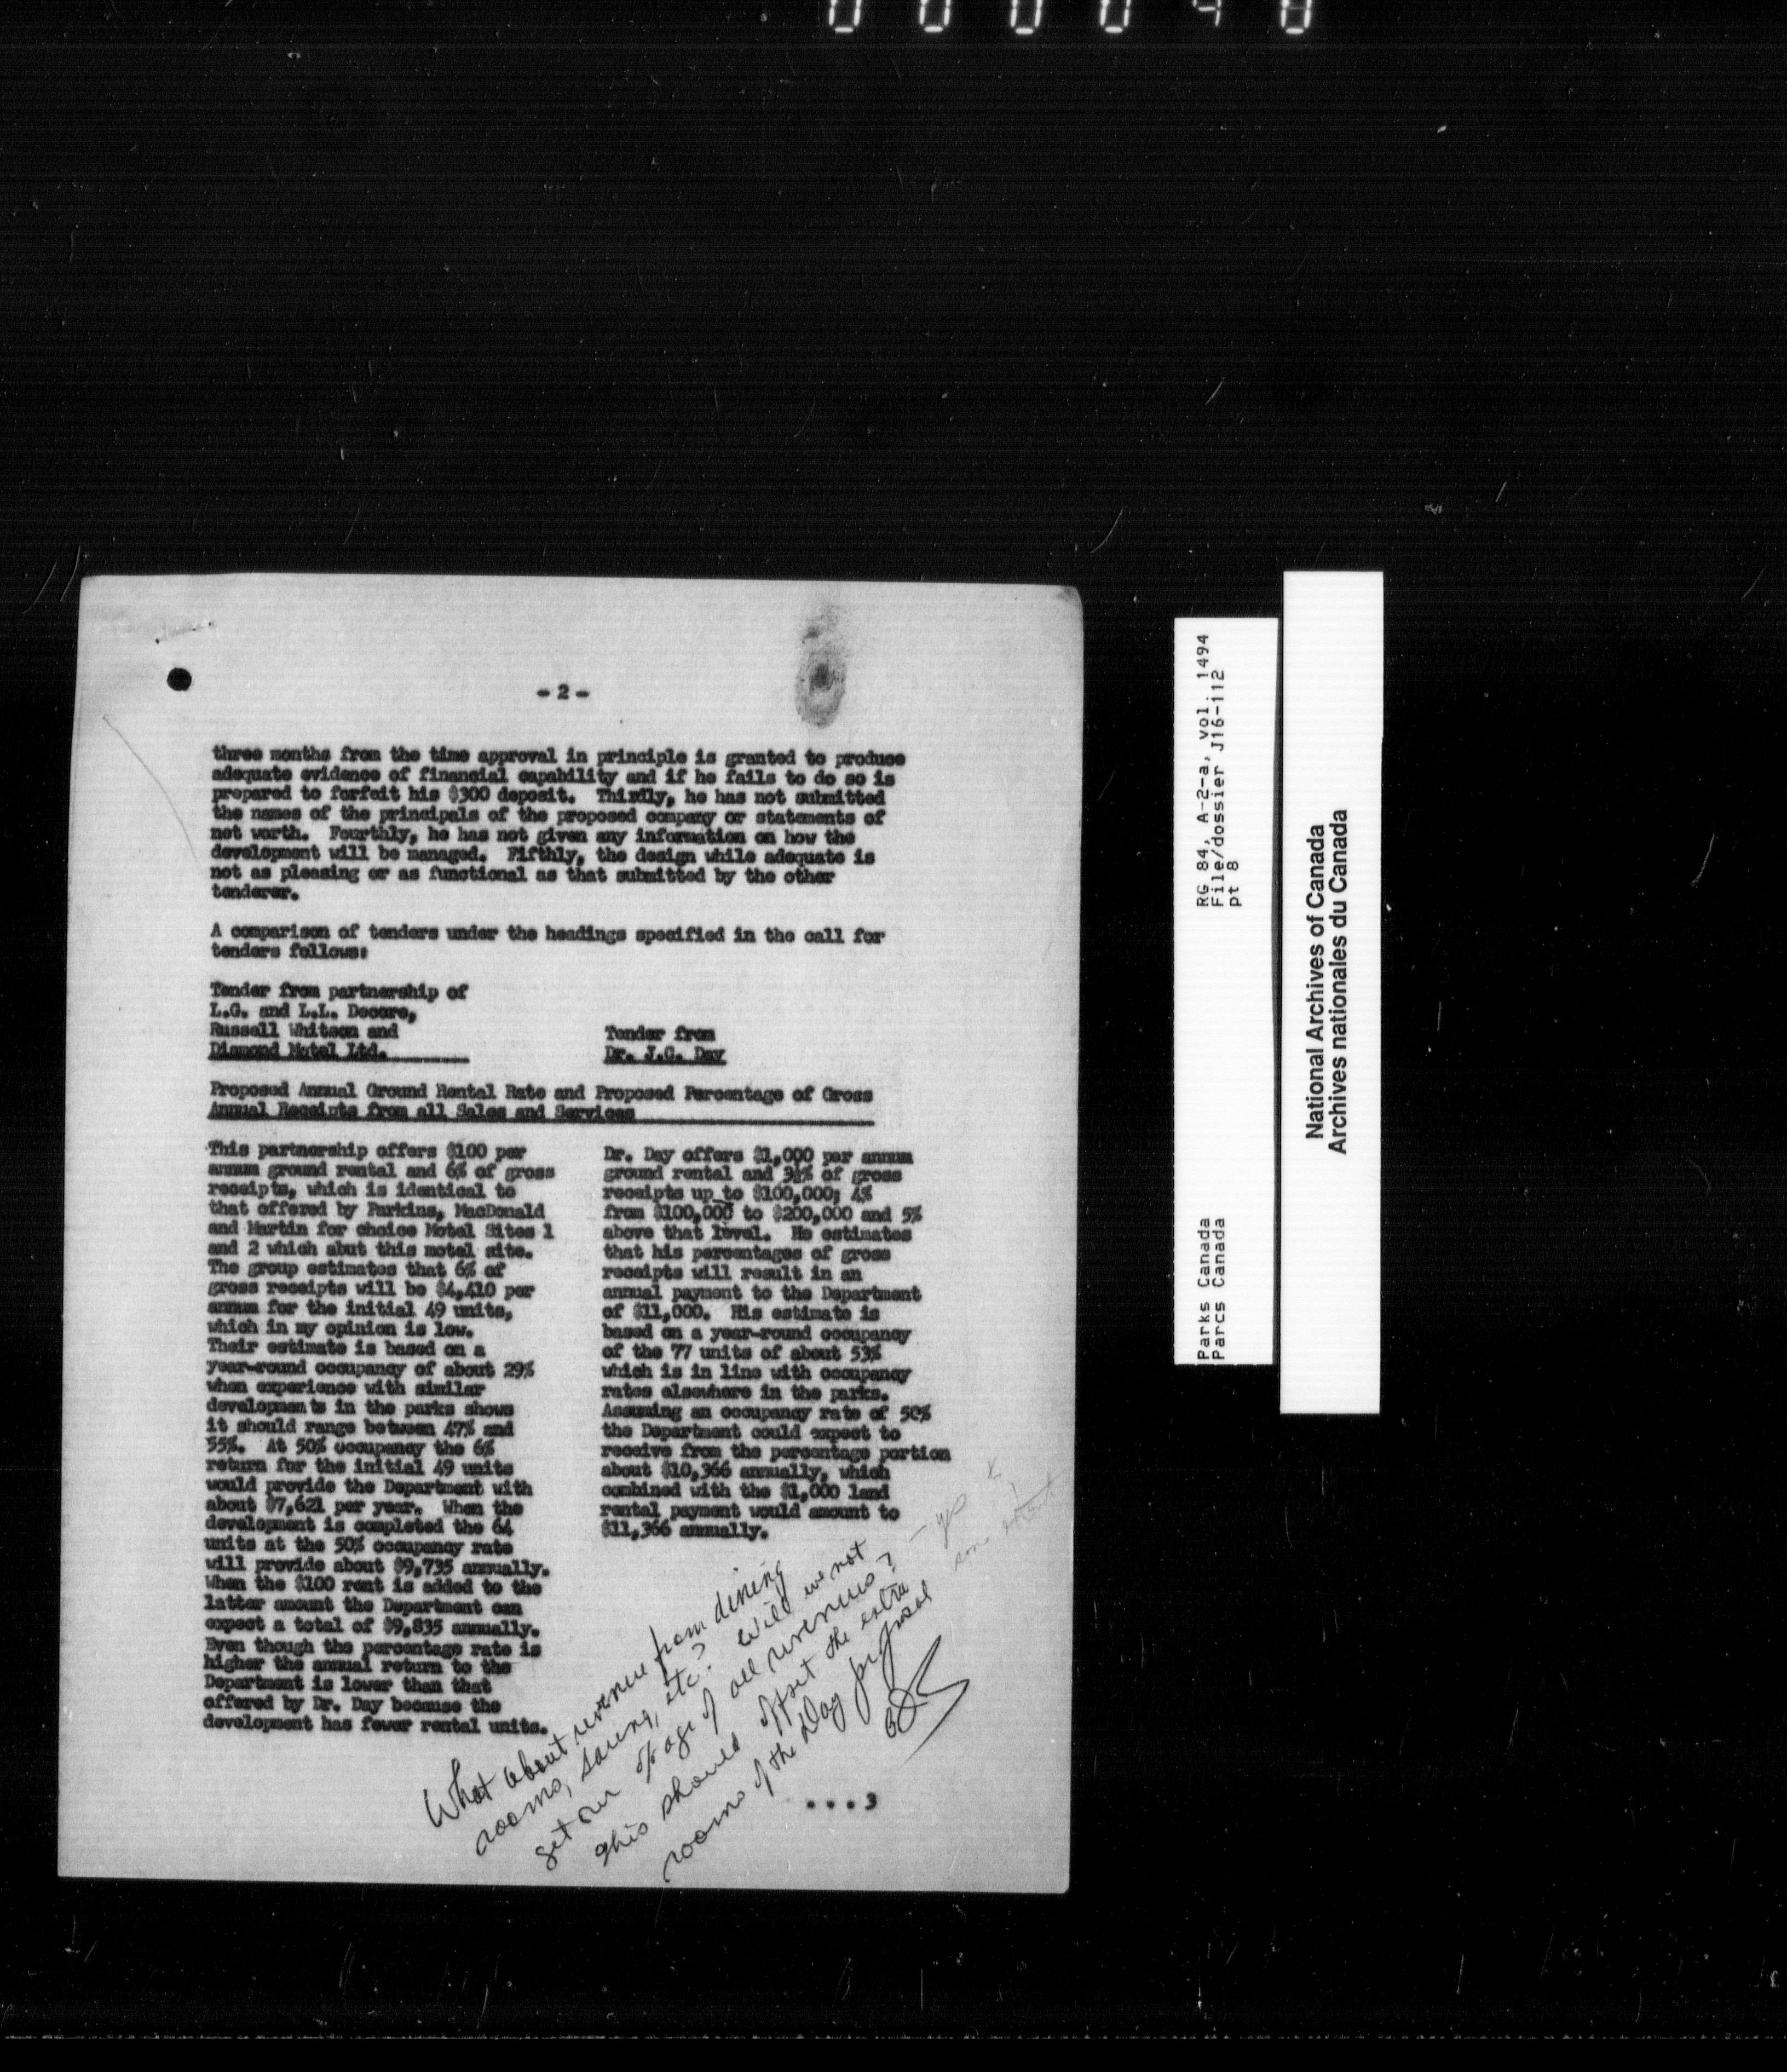 - 2 -
three months from the time approval in principle is granted to produce
adequate evidence of financial capability and if he fails to do so is
prepared to forfeit his $300 deposit. Thirdly, he has not submitted
the names of the principals of the proposed company or statements of
net worth. Fourthly, he has not given any information on how the
development will be managed. Fifthly, the design while adequate is
not as pleasing or as functional as that submitted by the other
tenderer.
A comparison of tenders under the headings specified in the call for
tenders follows:
Tender from partnership of
L.G. and L.L. Decore,
Russell Whitson and
Diamond Motel Ltd.
Tender from
Dr. J.C. Day
Proposed Annual Ground Rental Rate and Proposed Percentage of Gross
Annual Receipts from all Sales and Services
This partnership offers $100 per
annum ground rental and 6% of gross
receipts, which is identical to
that offered by Parkins, MacDonald
and Martin for choice Motel Sites 1
and 2 which abut this motel site.
The group estimates that 6% of
gross receipts will be $4,410 per
annum for the initial 49 units,
which in my opinion is low.
Their estimate is based on a
year-round occupancy of about 29%
when experience with similar
developments in the parks shows
it should range between 47% and
55%. At 50% occupancy the 6%
return for the initial 49 units
would provide the Department with
about $7,621 per year. When the
development is completed the 64
units at the 50% occupancy rate
will provide about $9,735 annually.
When the $100 rent is added to the
latter amount the Department can
expect a total of $9,835 annually.
Even though the percentage rate is
higher the annual return to the
Department is lower than that
offered by Dr. Day because the
development has fewer rental units.
Dr. Day offers $1,000 per annum
ground rental and 3½% of gross
receipts up to $100,000; 4%
from $100,000 to $200,000 and 5%
above that level. He estimates
that his percentages of gross
receipts will result in an
annual payment to the Department
of $11,000. His estimate is
based on a year-round occupancy
of the 77 units of about 53%
which is in line with occupancy
rates elsewhere in the parks.
Assuming an occupancy rate of 50%
the Department could expect to
receive from the percentage portion
about $10,366 annually, which
combined with the $1,000 land
rental payment would amount to
$11,366 annually.
What about revenue from dining
rooms, sauna, etc? Will we not
get our %age of all revenues? - yes
This should offset the extra
rooms of the Day proposal
...3
RG 84, A-2-a, vol. 1494
File/dossier J16-112
pt 8
Parks Canada
Parcs Canada
National Archives of Canada
Archives nationales du Canada